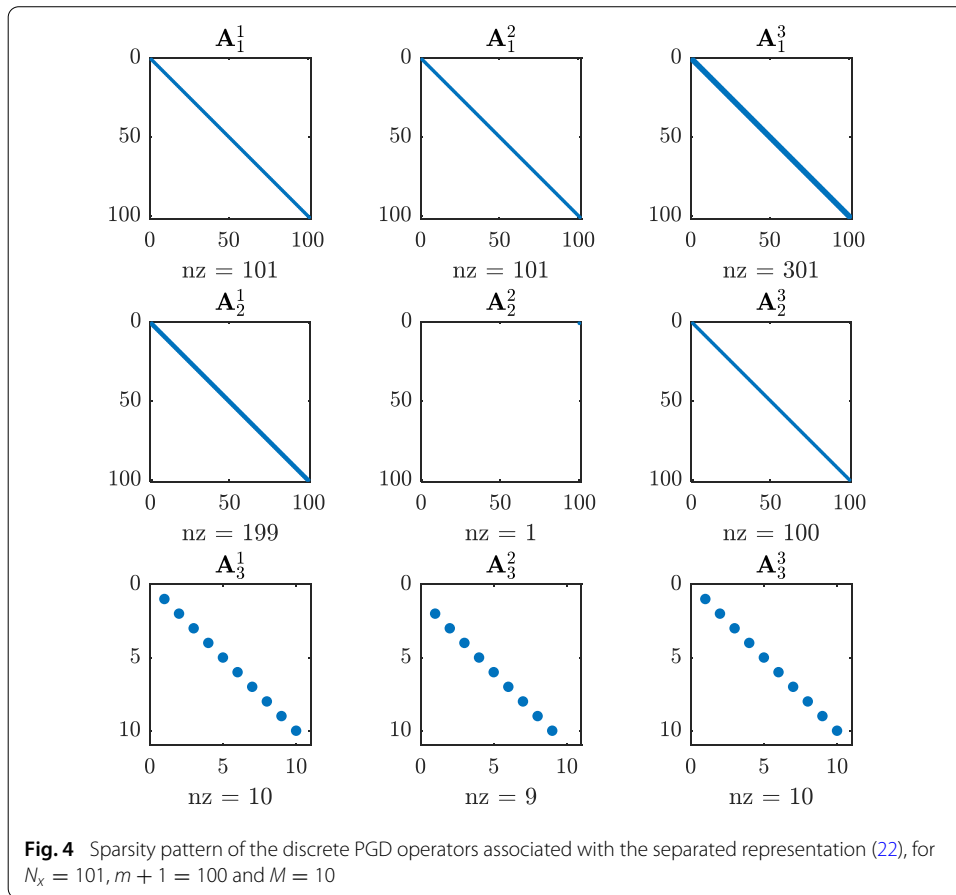 A₁¹ A₁² A₁³
0 0 0
50 50 50
100 100 100
0 50 100 0 50 100 0 50 100
nz = 101 nz = 101 nz = 301
A₂¹ A₂² A₂³
0 0 0
50 50 50
100 100 100
0 50 100 0 50 100 0 50 100
nz = 199 nz = 1 nz = 100
A₃¹ A₃² A₃³
0 0 0
5 5 5
10 10 10
0 5 10 0 5 10 0 5 10
nz = 10 nz = 9 nz = 10
Fig. 4 Sparsity pattern of the discrete PGD operators associated with the separated representation (22), for
Nₓ = 101, m + 1 = 100 and M = 10